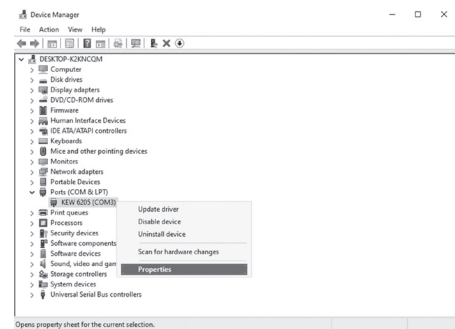 Device Manager
File Action View Help
DESKTOP-K2KNCQM
Computer
Disk drives
Display adapters
DVD/CD-ROM drives
Firmware
Human Interface Devices
IDE ATA/ATAPI controllers
Keyboards
Mice and other pointing devices
Monitors
Network adapters
Portable Devices
Ports (COM & LPT)
KEW 6205 (COM3)
Update driver
Disable device
Uninstall device
Scan for hardware changes
Properties
Print queues
Processors
Security devices
Software components
Software devices
Sound, video and gam
Storage controllers
System devices
Universal Serial Bus controllers
Opens property sheet for the current selection.